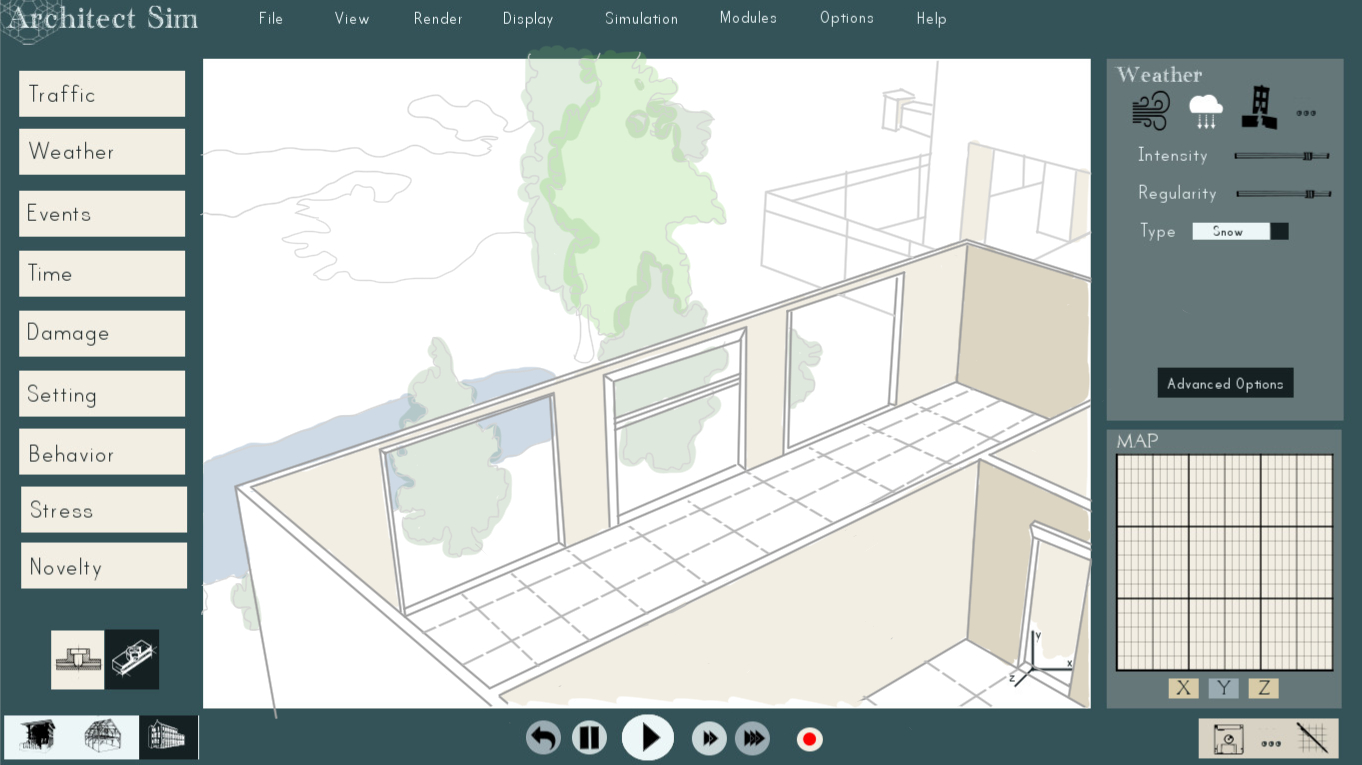 Architect Sim
File View Render Display Simulation Modules Options Help
Traffic
Weather
Events
Time
Damage
Setting
Behavior
Stress
Novelty
Weather
Intensity
Regularity
Type Snow
Advanced Options
MAP
X Y Z
y
x
z